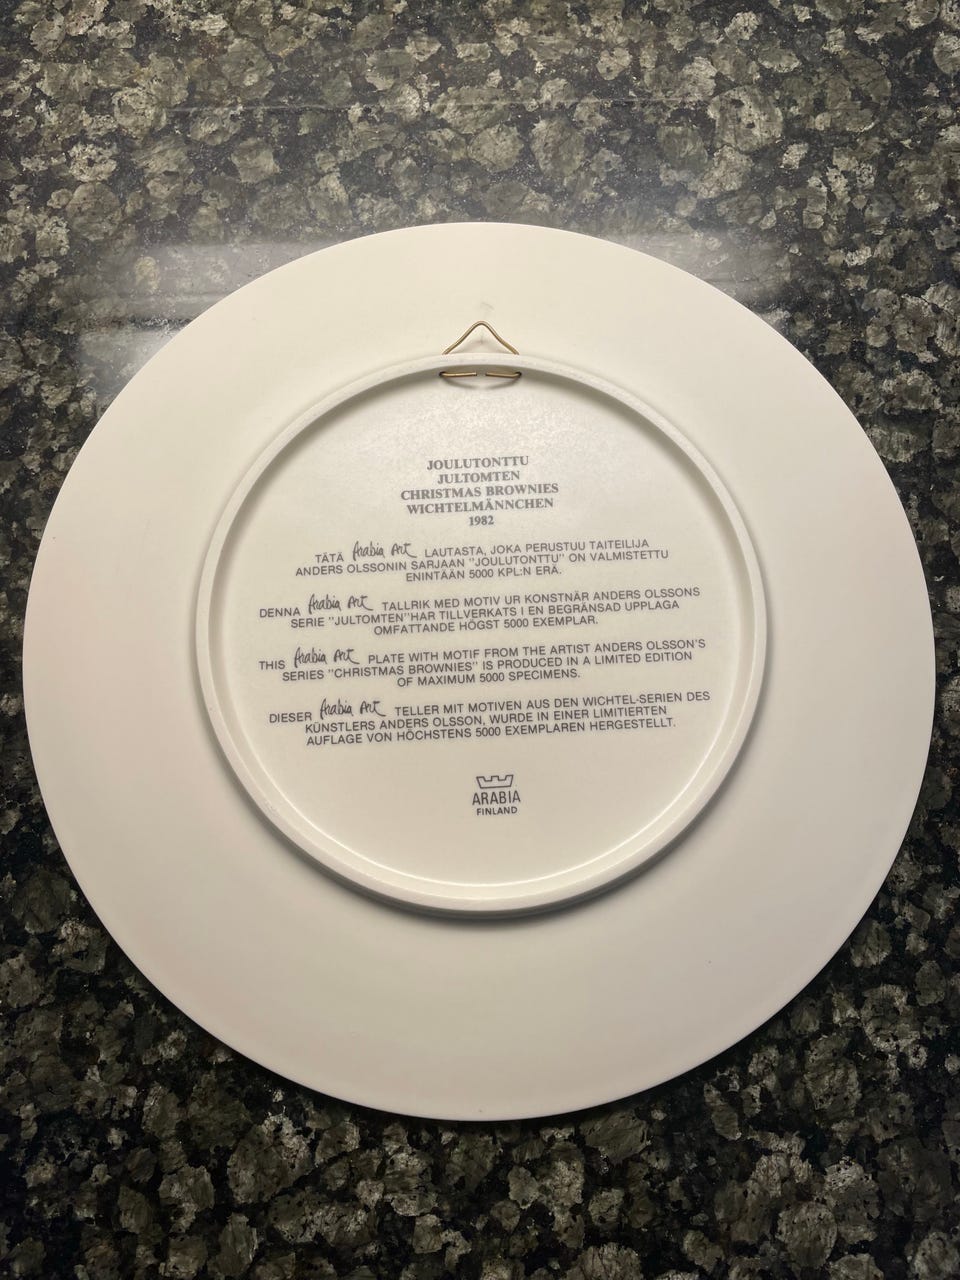 JOULUTONTTU
JULTOMTEN
CHRISTMAS BROWNIES
WICHTELMÄNNCHEN
1982
TÄTÄ Arabia Art LAUTASTA, JOKA PERUSTUU TAITEILIJA
ANDERS OLSSONIN SARJAAN "JOULUTONTTU" ON VALMISTETTU
ENINTÄÄN 5000 KPL:N ERÄ.
DENNA Arabia Art TALLRIK MED MOTIV UR KONSTNÄR ANDERS OLSSONS
SERIE "JULTOMTEN"HAR TILLVERKATS I EN BEGRÄNSAD UPPLAGA
OMFATTANDE HÖGST 5000 EXEMPLAR.
THIS Arabia Art PLATE WITH MOTIF FROM THE ARTIST ANDERS OLSSON'S
SERIES "CHRISTMAS BROWNIES" IS PRODUCED IN A LIMITED EDITION
OF MAXIMUM 5000 SPECIMENS.
DIESER Arabia Art TELLER MIT MOTIVEN AUS DEN WICHTEL-SERIEN DES
KÜNSTLERS ANDERS OLSSON, WURDE IN EINER LIMITIERTEN
AUFLAGE VON HÖCHSTENS 5000 EXEMPLAREN HERGESTELLT.
ARABIA
FINLAND